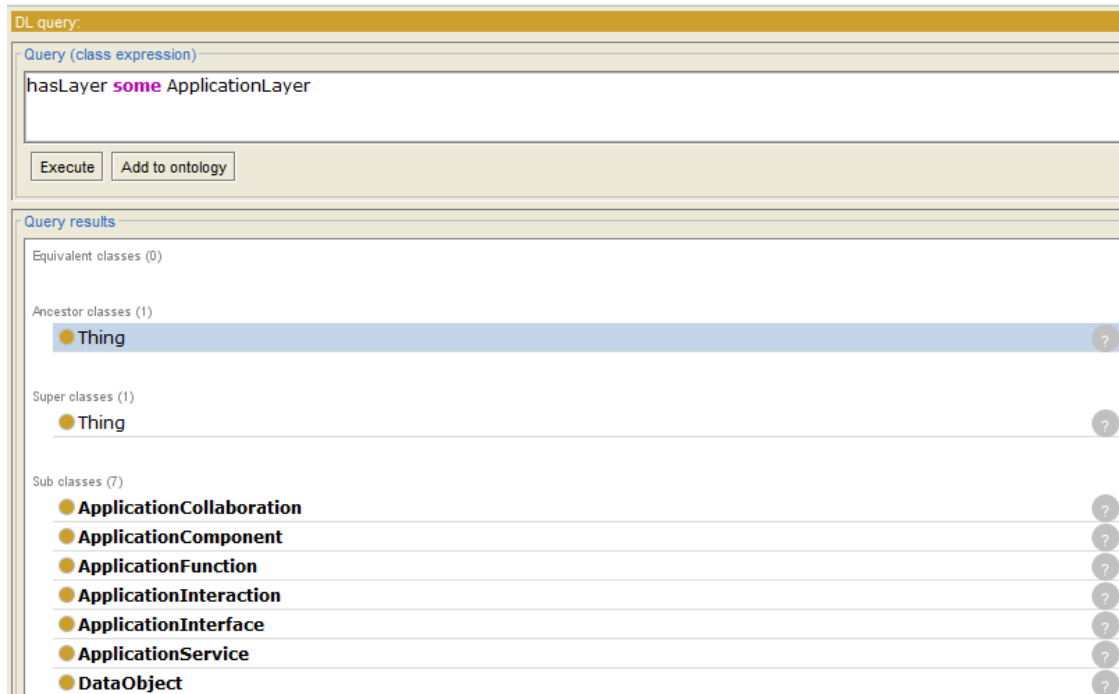 DL query:
Query (class expression)
hasLayer some ApplicationLayer
Execute Add to ontology
Query results
Equivalent classes (0)
Ancestor classes (1)
Thing ?
Super classes (1)
Thing ?
Sub classes (7)
ApplicationCollaboration ?
ApplicationComponent ?
ApplicationFunction ?
ApplicationInteraction ?
ApplicationInterface ?
ApplicationService ?
DataObject ?